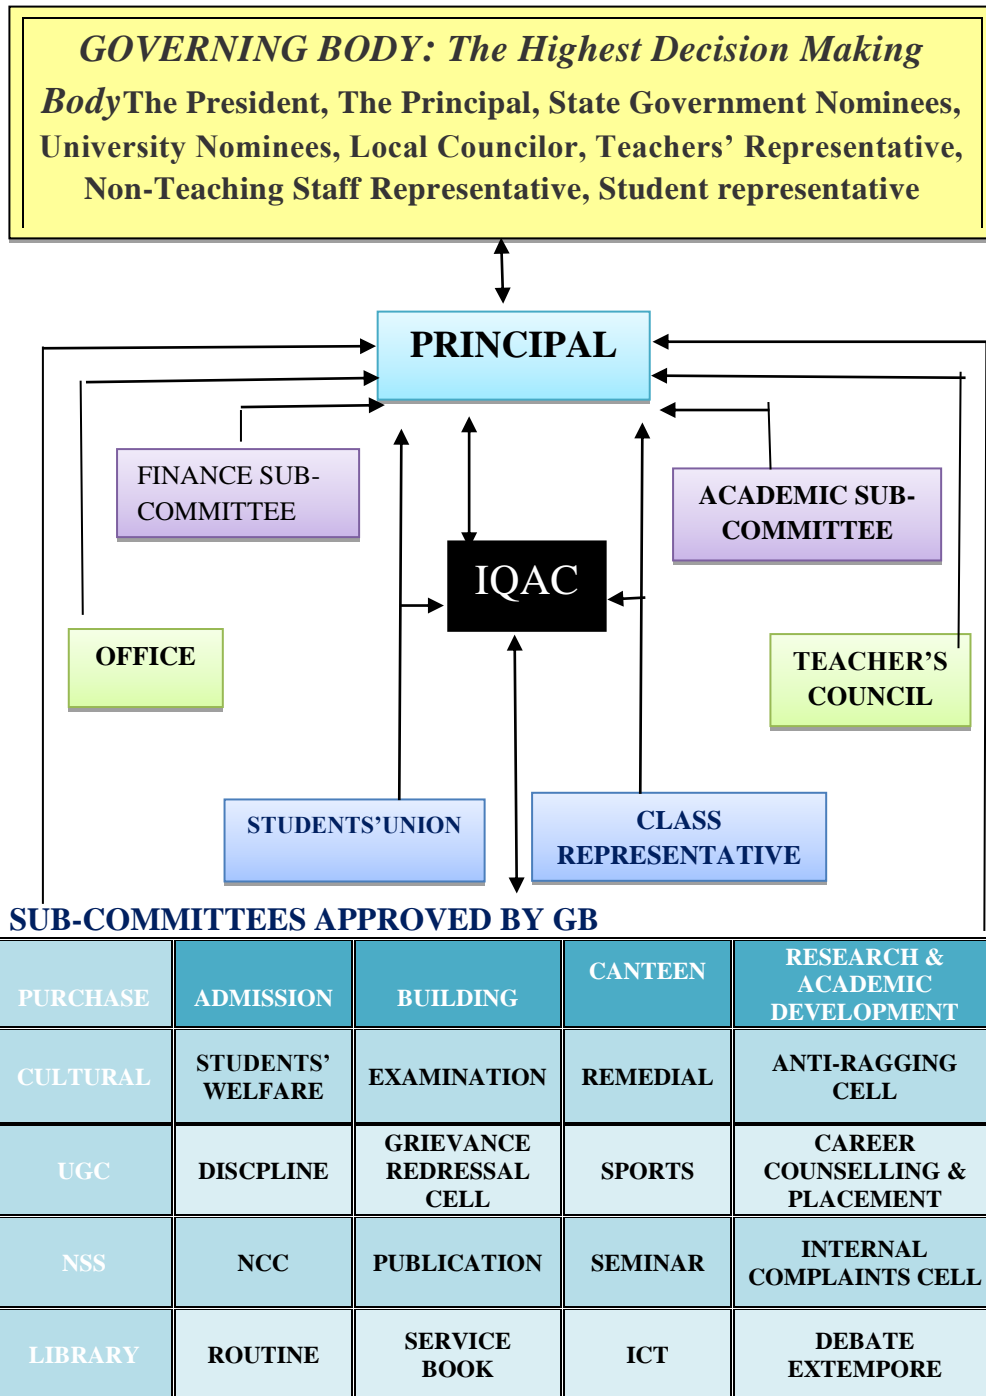 GOVERNING BODY: The Highest Decision Making
BodyThe President, The Principal, State Government Nominees,
University Nominees, Local Councilor, Teachers’ Representative,
Non-Teaching Staff Representative, Student representative
PRINCIPAL
FINANCE SUB-
COMMITTEE
ACADEMIC SUB-
COMMITTEE
IQAC
OFFICE
TEACHER’S
COUNCIL
STUDENTS’UNION
CLASS
REPRESENTATIVE
SUB-COMMITTEES APPROVED BY GB
PURCHASE
ADMISSION
BUILDING
CANTEEN
RESEARCH &
ACADEMIC
DEVELOPMENT
CULTURAL
STUDENTS’
WELFARE
EXAMINATION
REMEDIAL
ANTI-RAGGING
CELL
UGC
DISCPLINE
GRIEVANCE
REDRESSAL
CELL
SPORTS
CAREER
COUNSELLING &
PLACEMENT
NSS
NCC
PUBLICATION
SEMINAR
INTERNAL
COMPLAINTS CELL
LIBRARY
ROUTINE
SERVICE
BOOK
ICT
DEBATE
EXTEMPORE